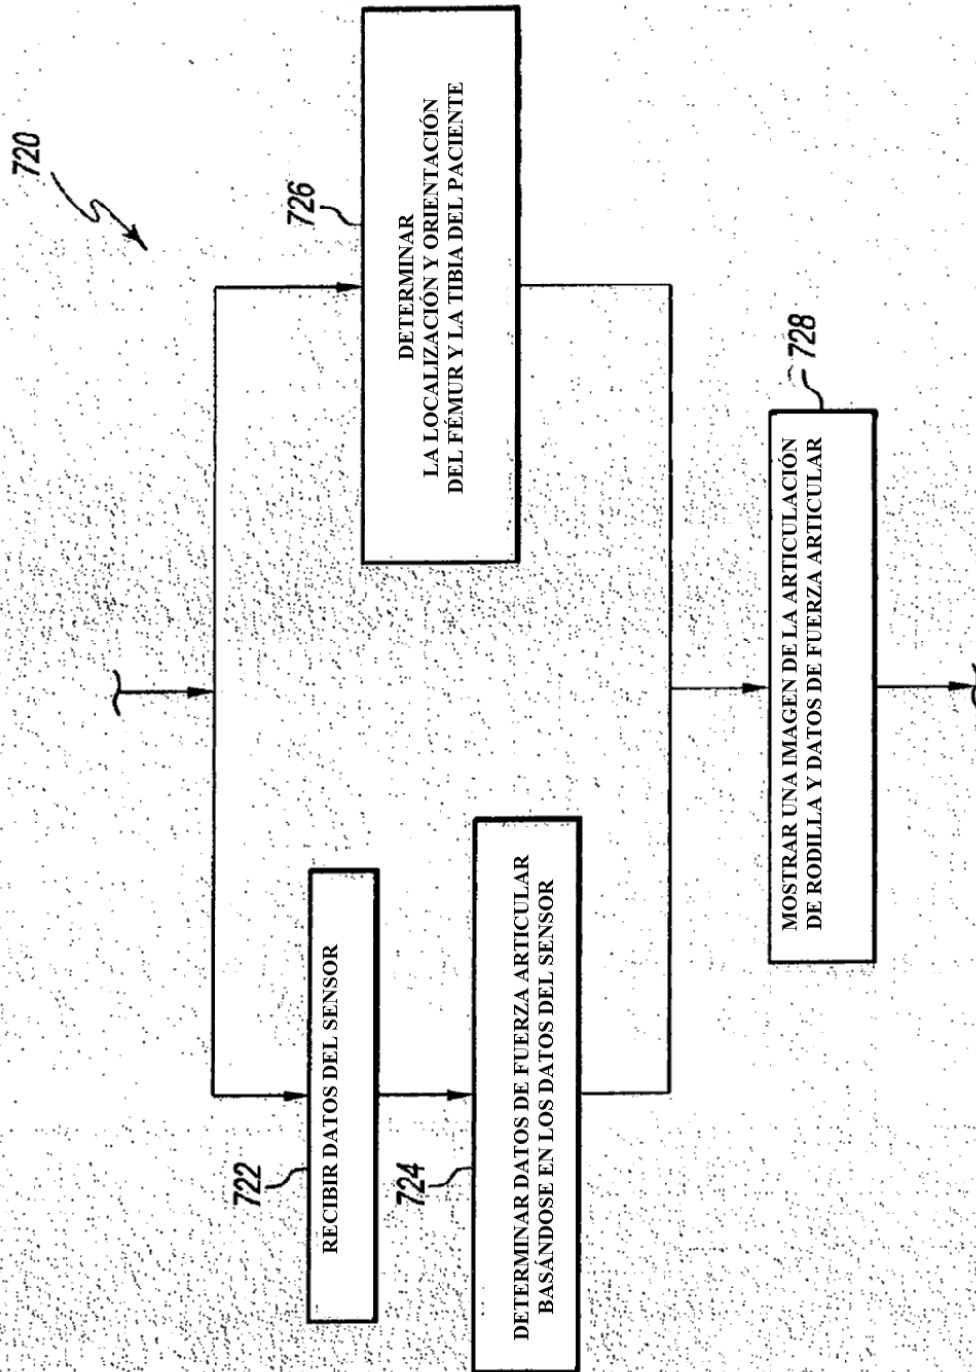 720
722
RECIBIR DATOS DEL SENSOR
724
DETERMINAR DATOS DE FUERZA ARTICULAR
BASÁNDOSE EN LOS DATOS DEL SENSOR
726
DETERMINAR
LA LOCALIZACIÓN Y ORIENTACIÓN
DEL FÉMUR Y LA TIBIA DEL PACIENTE
728
MOSTRAR UNA IMAGEN DE LA ARTICULACIÓN
DE RODILLA Y DATOS DE FUERZA ARTICULAR